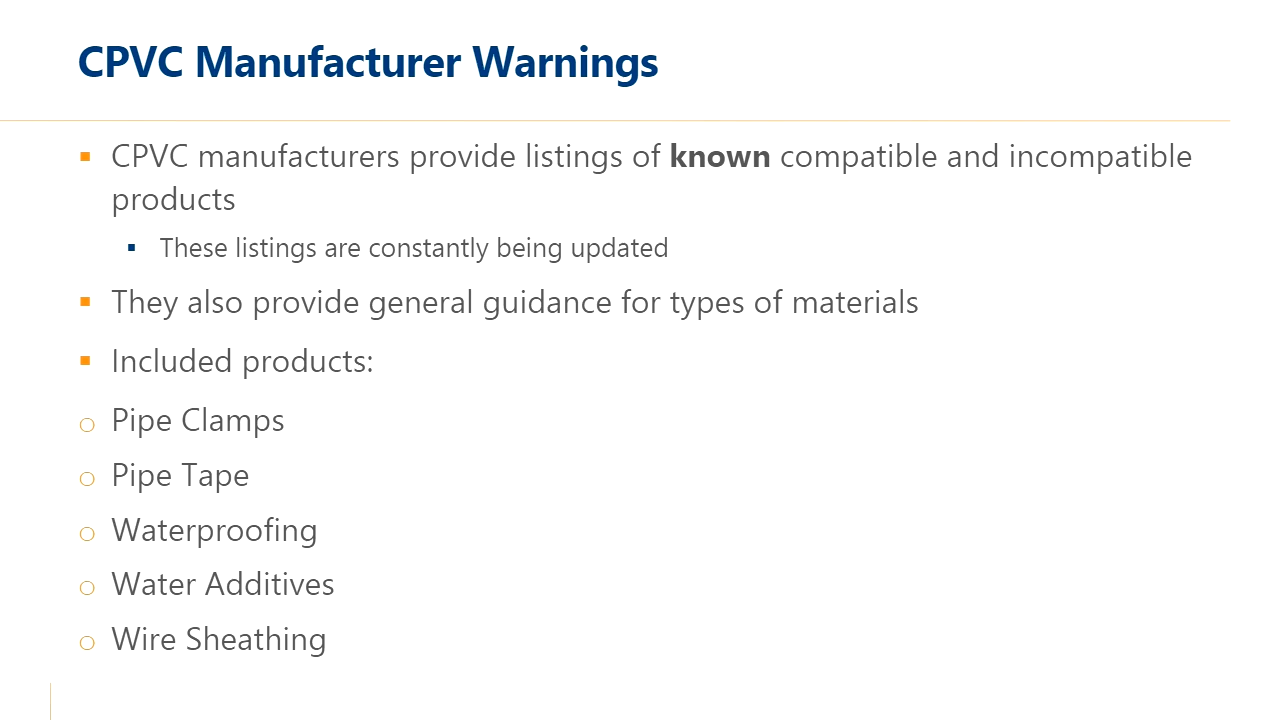 CPVC Manufacturer Warnings
CPVC manufacturers provide listings of known compatible and incompatible
products
These listings are constantly being updated
They also provide general guidance for types of materials
Included products:
Pipe Clamps
Pipe Tape
Waterproofing
Water Additives
Wire Sheathing